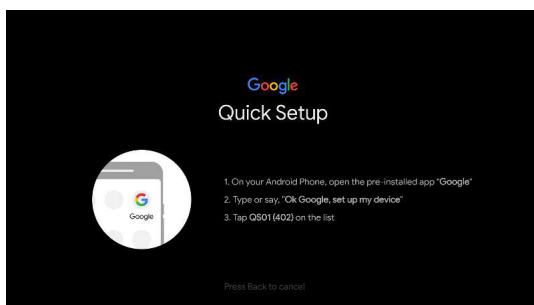 Google
Quick Setup
1. On your Android Phone, open the pre-installed app "Google"
2. Type or say, "Ok Google, set up my device"
3. Tap QS01 (402) on the list
G
Google
Press Back to cancel